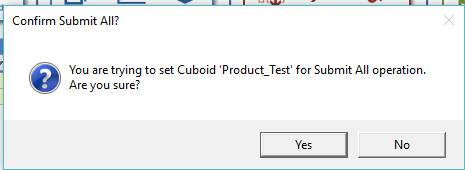 Confirm Submit All?
You are trying to set Cuboid 'Product_Test' for Submit All operation.
Are you sure?
Yes
No